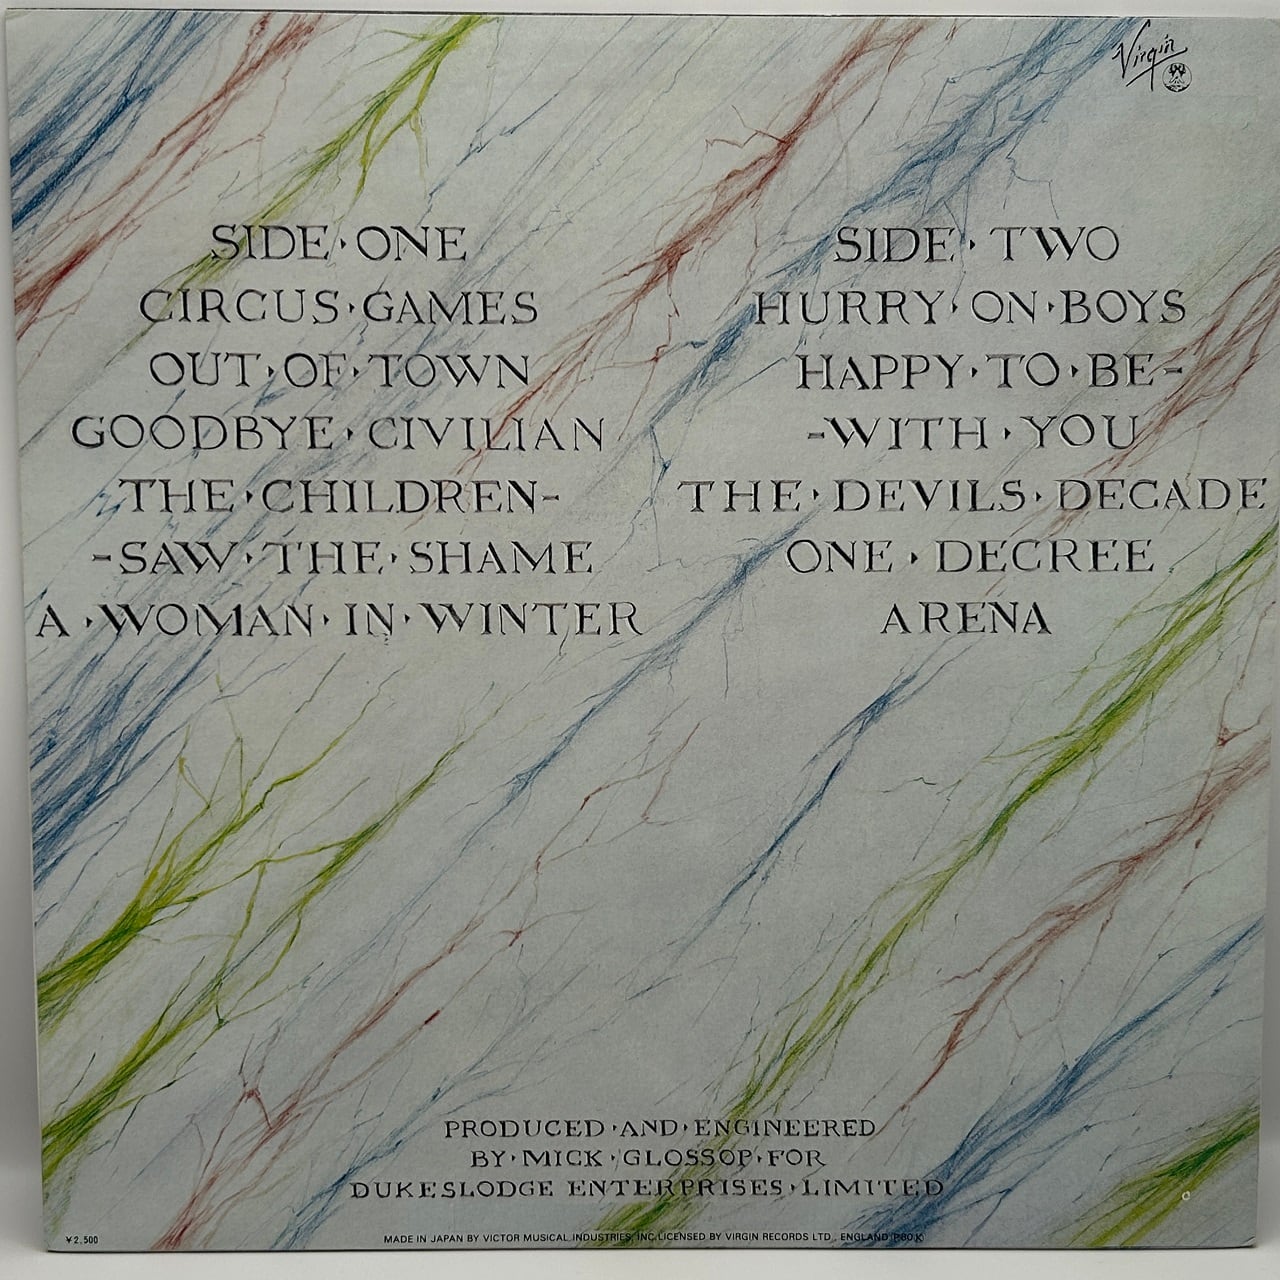 Virgin
SIDE·ONE
CIRCUS·GAMES
OUT·OF·TOWN
GOODBYE·CIVILIAN
-THE·CHILDREN-
-SAW·THE·SHAME
A·WOMAN·IN·WINTER
SIDE·TWO
HURRY·ON·BOYS
HAPPY·TO·BE-
-WITH·YOU
THE·DEVILS·DECADE
ONE·DEGREE
ARENA
PRODUCED·AND·ENGINEERED
BY·MICK·GLOSSOP·FOR
DUKESLODGE ENTERPRISES·LIMITED
¥2,500
MADE IN JAPAN BY VICTOR MUSICAL INDUSTRIES, INC. LICENSED BY VIRGIN RECORDS LTD., ENGLAND